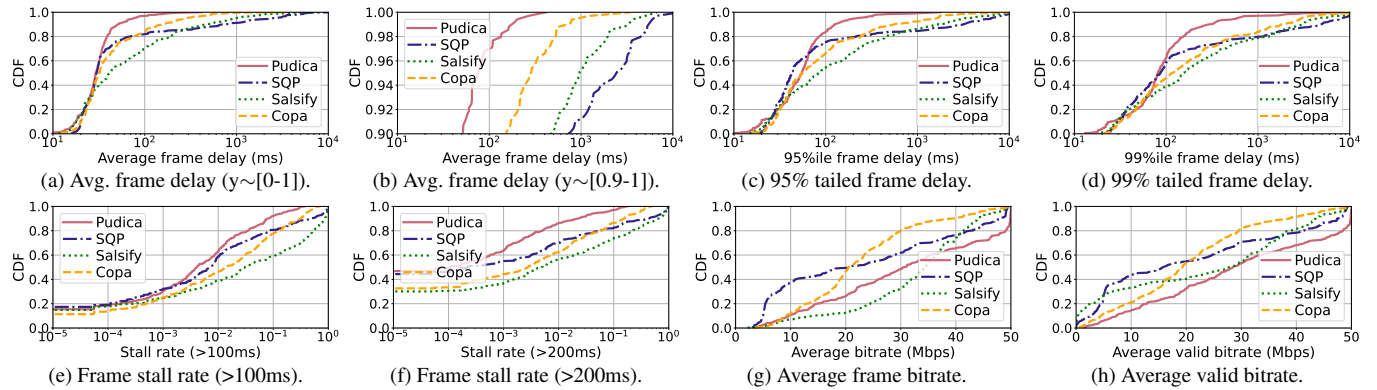 1.0
0.8
0.6
0.4
0.2
0.0
CDF
Pudica
SQP
Salsify
Copa
10^1 10^2 10^3 10^4
Average frame delay (ms)
(a) Avg. frame delay (y∼[0-1]).
1.00
0.98
0.96
0.94
0.92
0.90
CDF
Pudica
SQP
Salsify
Copa
10^1 10^2 10^3 10^4
Average frame delay (ms)
(b) Avg. frame delay (y∼[0.9-1]).
1.0
0.8
0.6
0.4
0.2
0.0
CDF
Pudica
SQP
Salsify
Copa
10^1 10^2 10^3 10^4
95%ile frame delay (ms)
(c) 95% tailed frame delay.
1.0
0.8
0.6
0.4
0.2
0.0
CDF
Pudica
SQP
Salsify
Copa
10^1 10^2 10^3 10^4
99%ile frame delay (ms)
(d) 99% tailed frame delay.
1.0
0.8
0.6
0.4
0.2
0.0
CDF
Pudica
SQP
Salsify
Copa
10^−5 10^−4 10^−3 10^−2 10^−1 10^0
Stall rate (>100ms)
(e) Frame stall rate (>100ms).
1.0
0.8
0.6
0.4
0.2
0.0
CDF
Pudica
SQP
Salsify
Copa
10^−5 10^−4 10^−3 10^−2 10^−1 10^0
Stall rate (>200ms)
(f) Frame stall rate (>200ms).
1.0
0.8
0.6
0.4
0.2
0.0
CDF
Pudica
SQP
Salsify
Copa
0 10 20 30 40 50
Average bitrate (Mbps)
(g) Average frame bitrate.
1.0
0.8
0.6
0.4
0.2
0.0
CDF
Pudica
SQP
Salsify
Copa
0 10 20 30 40 50
Average valid bitrate (Mbps)
(h) Average valid bitrate.